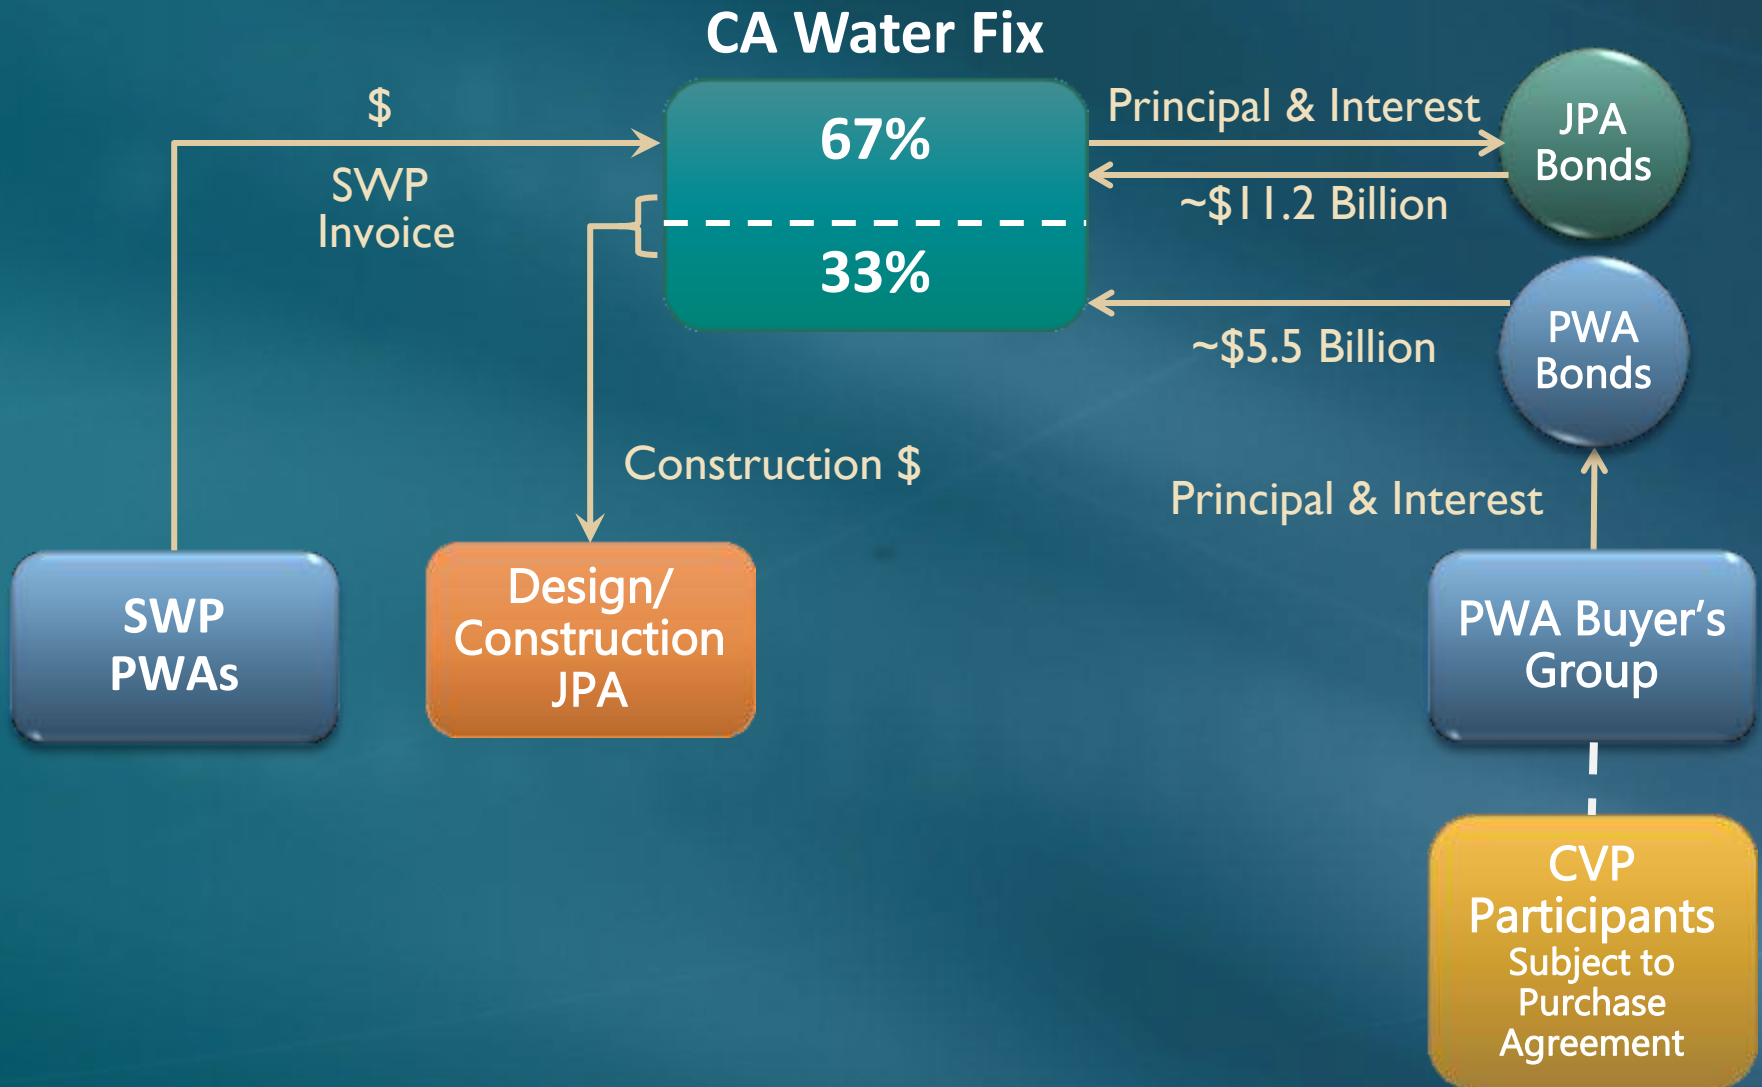 CA Water Fix
$
SWP
Invoice
67%
33%
Principal & Interest
~$11.2 Billion
JPA
Bonds
~$5.5 Billion
PWA
Bonds
Construction $
Principal & Interest
SWP
PWAs
Design/
Construction
JPA
PWA Buyer’s
Group
CVP
Participants
Subject to
Purchase
Agreement